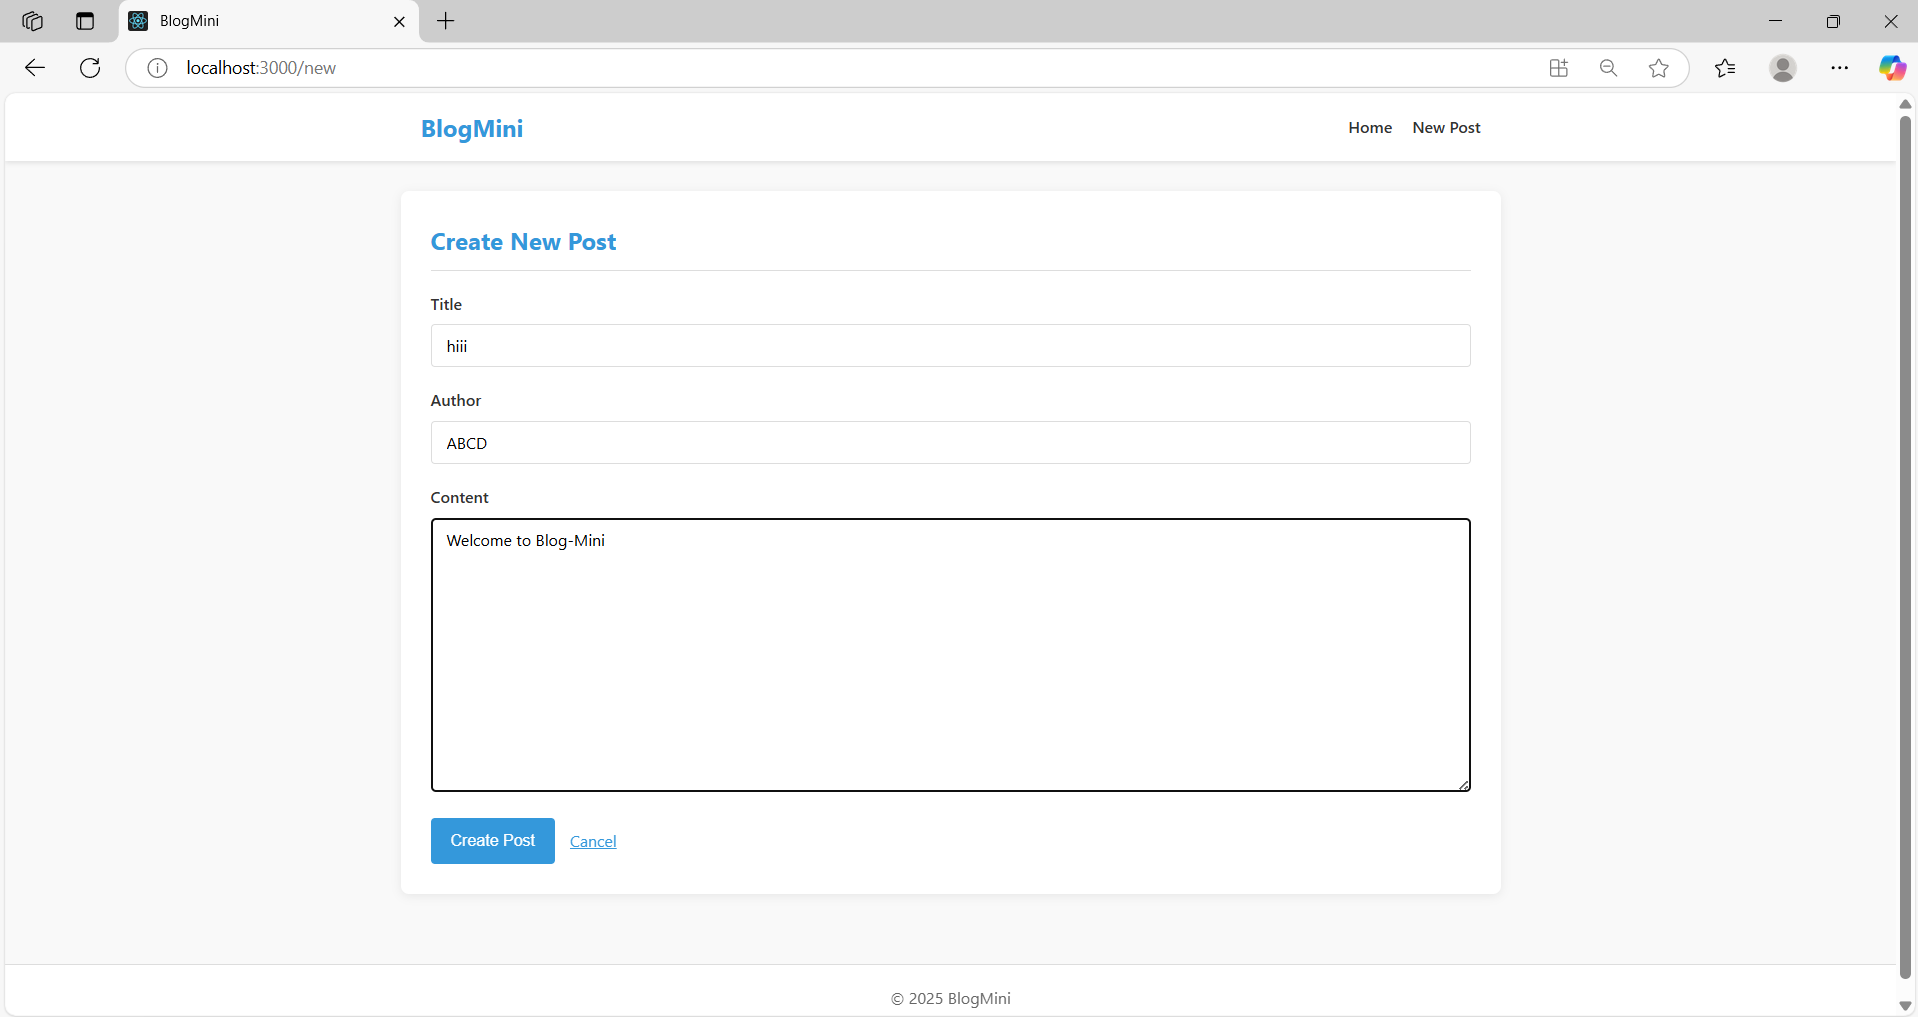 BlogMini
localhost:3000/new
BlogMini
Home New Post
Create New Post
Title
hiii
Author
ABCD
Content
Welcome to Blog-Mini
Create Post Cancel
© 2025 BlogMini